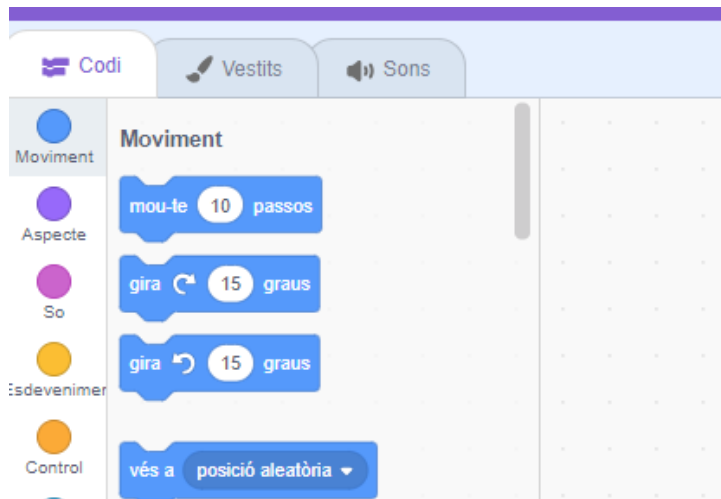 Codi
Vestits
Sons
Moviment
Aspecte
So
Esdevenimer
Control
Moviment
mou-te 10 passos
gira 15 graus
gira 15 graus
vés a posició aleatòria